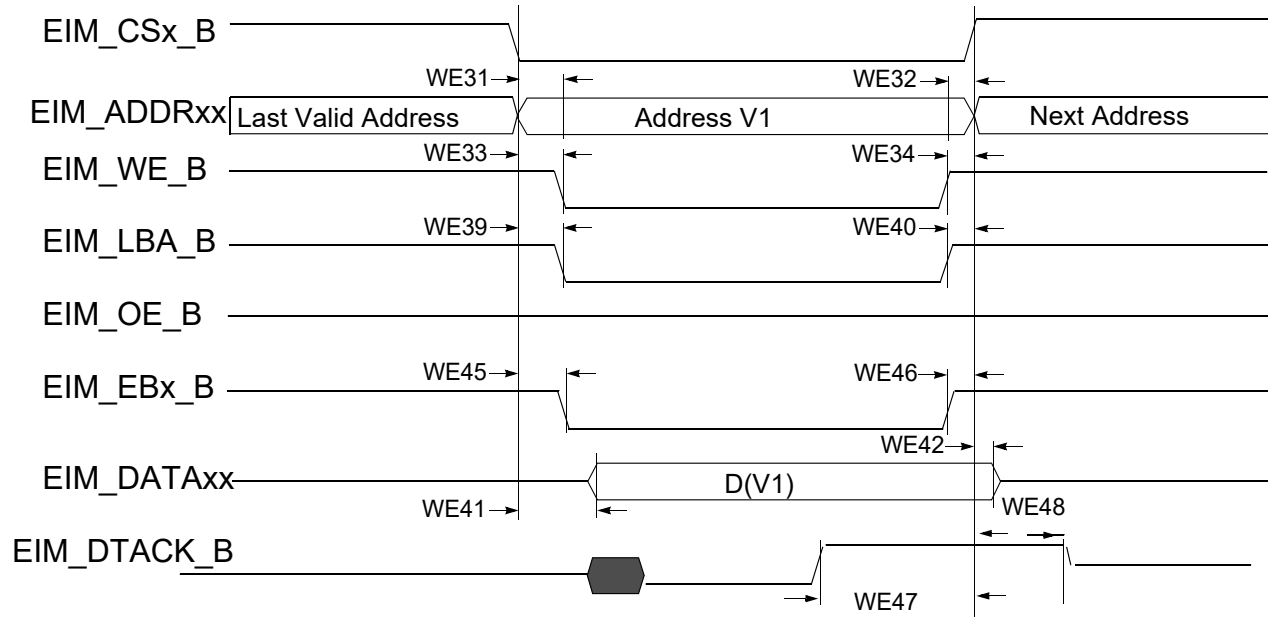 EIM_CSx_B
WE31 WE32
EIM_ADDRxx Last Valid Address Address V1 Next Address
WE33 WE34
EIM_WE_B
WE39 WE40
EIM_LBA_B
EIM_OE_B
WE45 WE46
EIM_EBx_B
WE42
EIM_DATAxx D(V1)
WE41 WE48
EIM_DTACK_B
WE47